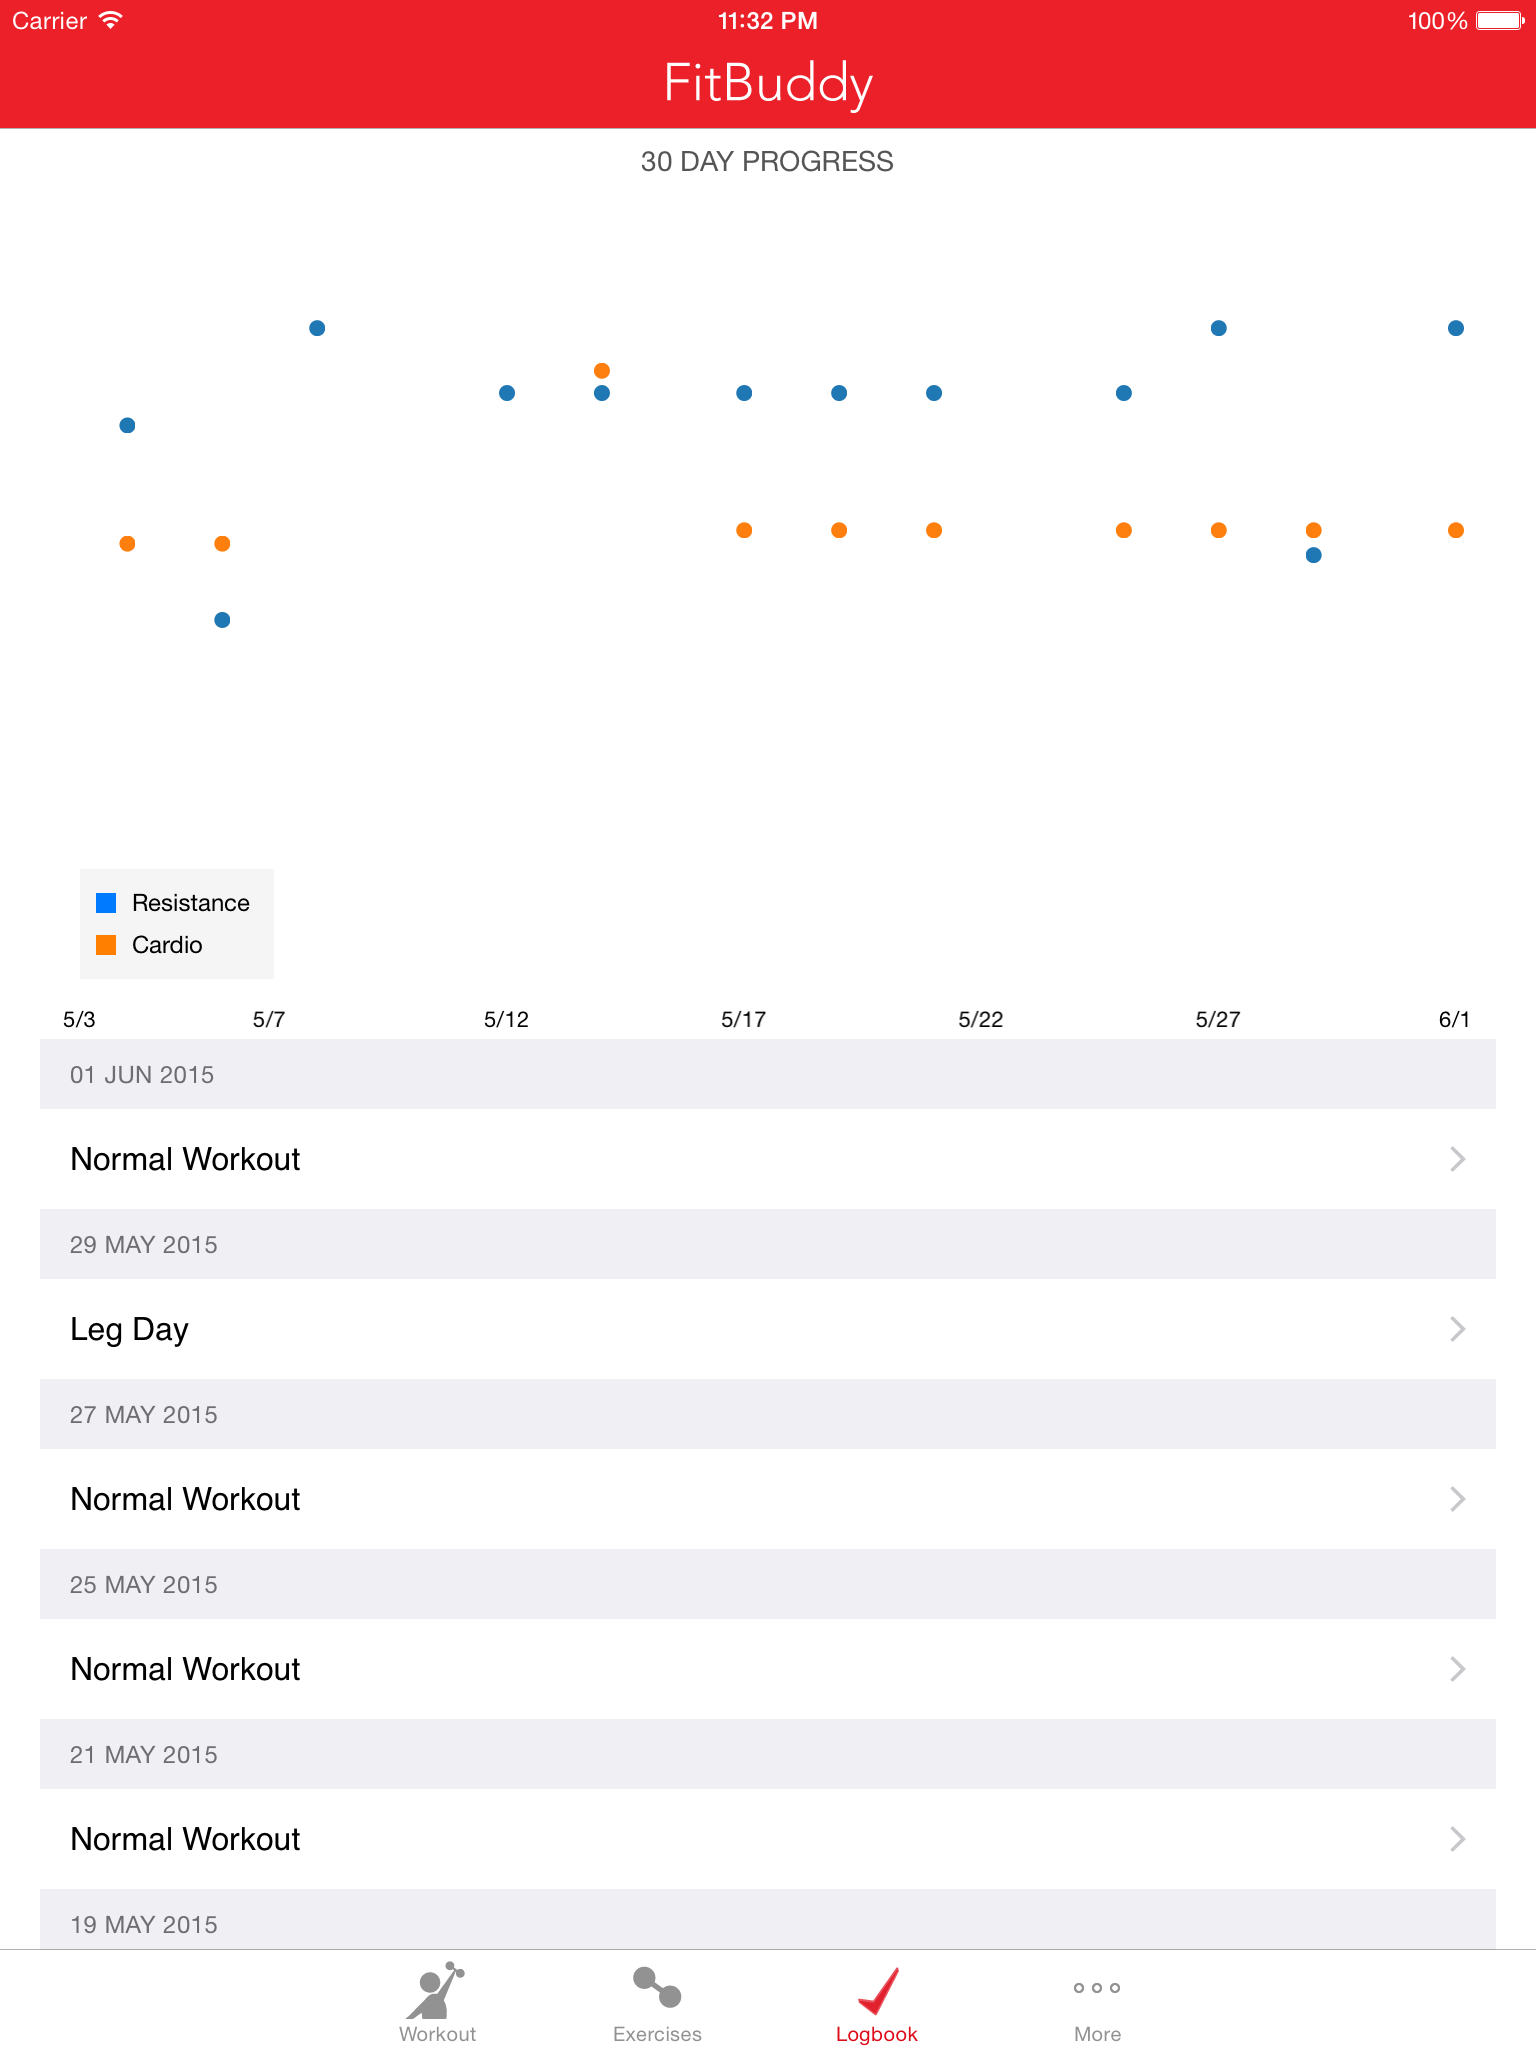 Carrier 11:32 PM 100%
FitBuddy
30 DAY PROGRESS
Resistance
Cardio
5/3 5/7 5/12 5/17 5/22 5/27 6/1
01 JUN 2015
Normal Workout
29 MAY 2015
Leg Day
27 MAY 2015
Normal Workout
25 MAY 2015
Normal Workout
21 MAY 2015
Normal Workout
19 MAY 2015
Workout Exercises Logbook More